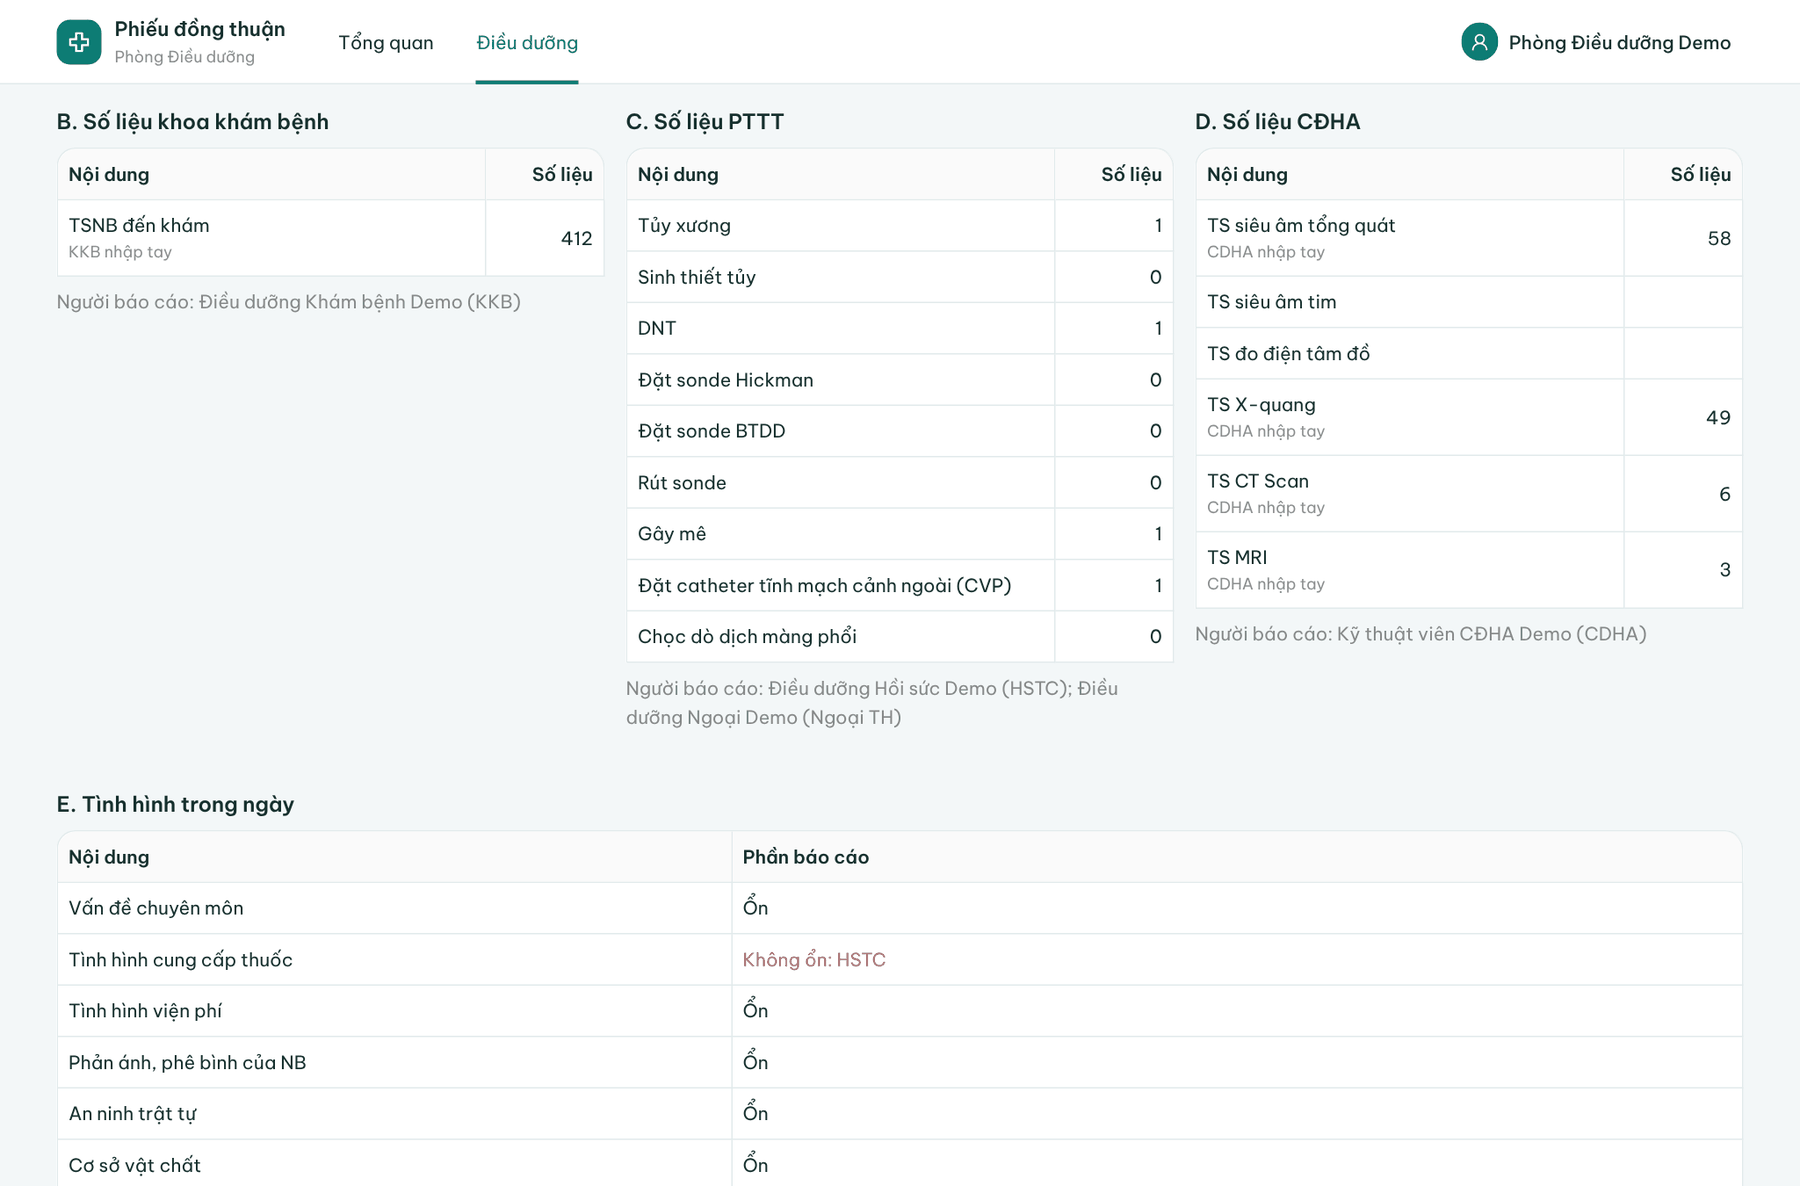 Phiếu đồng thuận
Phòng Điều dưỡng
Tổng quan
Điều dưỡng
Phòng Điều dưỡng Demo
B. Số liệu khoa khám bệnh
Nội dung Số liệu
TSNB đến khám
KKB nhập tay
412
Người báo cáo: Điều dưỡng Khám bệnh Demo (KKB)
C. Số liệu PTTT
Nội dung Số liệu
Tủy xương 1
Sinh thiết tủy 0
DNT 1
Đặt sonde Hickman 0
Đặt sonde BTDD 0
Rút sonde 0
Gây mê 1
Đặt catheter tĩnh mạch cảnh ngoài (CVP) 1
Chọc dò dịch màng phổi 0
Người báo cáo: Điều dưỡng Hồi sức Demo (HSTC); Điều
dưỡng Ngoại Demo (Ngoại TH)
D. Số liệu CĐHA
Nội dung Số liệu
TS siêu âm tổng quát
CDHA nhập tay
58
TS siêu âm tim
TS đo điện tâm đồ
TS X-quang
CDHA nhập tay
49
TS CT Scan
CDHA nhập tay
6
TS MRI
CDHA nhập tay
3
Người báo cáo: Kỹ thuật viên CĐHA Demo (CDHA)
E. Tình hình trong ngày
Nội dung Phần báo cáo
Vấn đề chuyên môn Ổn
Tình hình cung cấp thuốc Không ổn: HSTC
Tình hình viện phí Ổn
Phản ánh, phê bình của NB Ổn
An ninh trật tự Ổn
Cơ sở vật chất Ổn